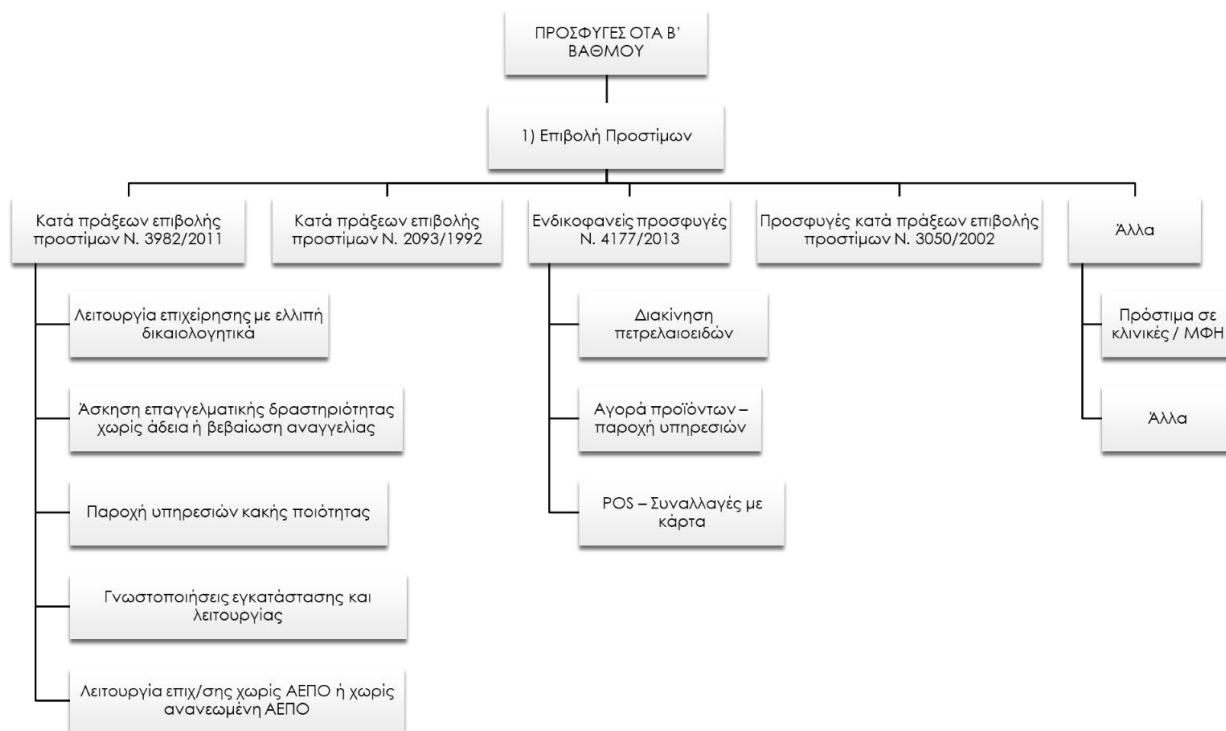 ΠΡΟΣΦΥΓΕΣ ΟΤΑ Β'
ΒΑΘΜΟΥ
1) Επιβολή Προστίμων
Κατά πράξεων επιβολής
προστίμων Ν. 3982/2011
Κατά πράξεων επιβολής
προστίμων Ν. 2093/1992
Ενδικοφανείς προσφυγές
Ν. 4177/2013
Προσφυγές κατά πράξεων επιβολής
προστίμων Ν. 3050/2002
Άλλα
Λειτουργία επιχείρησης με ελλιπή
δικαιολογητικά
Άσκηση επαγγελματικής δραστηριότητας
χωρίς άδεια ή βεβαίωση αναγγελίας
Παροχή υπηρεσιών κακής ποιότητας
Γνωστοποιήσεις εγκατάστασης και
λειτουργίας
Λειτουργία επιχ/σης χωρίς ΑΕΠΟ ή χωρίς
ανανεωμένη ΑΕΠΟ
Διακίνηση
πετρελαιοειδών
Αγορά προϊόντων –
παροχή υπηρεσιών
POS – Συναλλαγές με
κάρτα
Πρόστιμα σε
κλινικές / ΜΦΗ
Άλλα